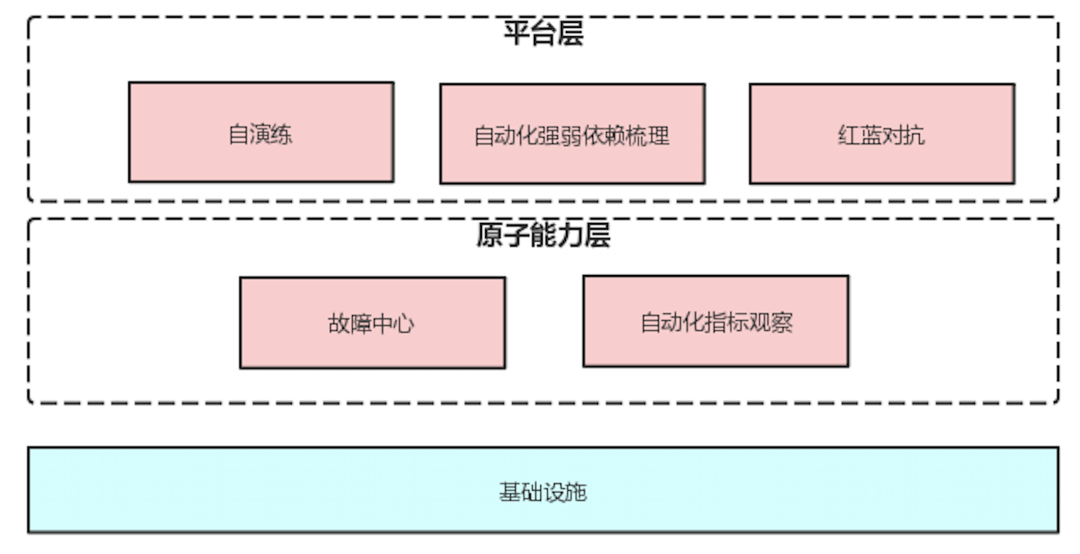 平台层
自演练
自动化强弱依赖梳理
红蓝对抗
原子能力层
故障中心
自动化指标观察
基础设施